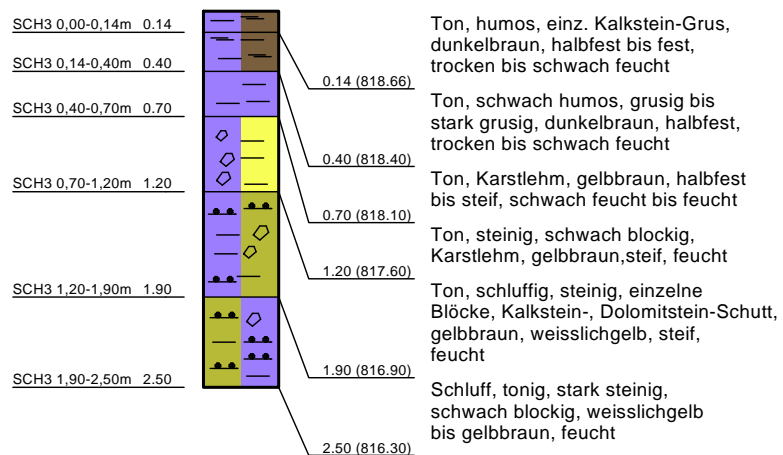 SCH3 0,00-0,14m 0.14
SCH3 0,14-0,40m 0.40
SCH3 0,40-0,70m 0.70
SCH3 0,70-1,20m 1.20
SCH3 1,20-1,90m 1.90
SCH3 1,90-2,50m 2.50
0.14 (818.66)
0.40 (818.40)
0.70 (818.10)
1.20 (817.60)
1.90 (816.90)
2.50 (816.30)
Ton, humos, einz. Kalkstein-Grus,
dunkelbraun, halbfest bis fest,
trocken bis schwach feucht
Ton, schwach humos, grusig bis
stark grusig, dunkelbraun, halbfest,
trocken bis schwach feucht
Ton, Karstlehm, gelbbraun, halbfest
bis steif, schwach feucht bis feucht
Ton, steinig, schwach blockig,
Karstlehm, gelbbraun,steif, feucht
Ton, schluffig, steinig, einzelne
Blöcke, Kalkstein-, Dolomitstein-Schutt,
gelbbraun, weisslichgelb, steif,
feucht
Schluff, tonig, stark steinig,
schwach blockig, weisslichgelb
bis gelbbraun, feucht